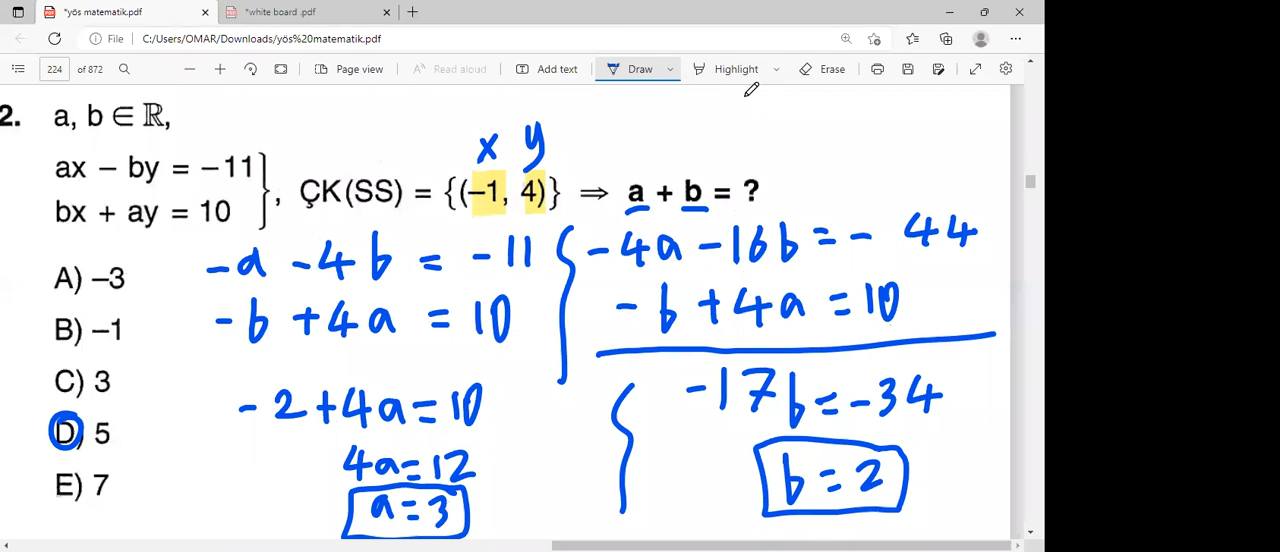 *yös matematik.pdf
*white board .pdf
File
C:/Users/OMAR/Downloads/yös%20matematik.pdf
224 of 872
Page view
Read aloud
Add text
Draw
Highlight
Erase
2. a, b ∈ ℝ,
x y
ax − by = −11
bx + ay = 10
}, ÇK(SS) = {(−1, 4)} ⇒ a + b = ?
A) −3
B) −1
C) 3
D) 5
E) 7
-a -4b = -11
-b +4a = 10
-4a -16b = - 44
-b +4a = 10
-17b = -34
b = 2
-2+4a=10
4a=12
a=3